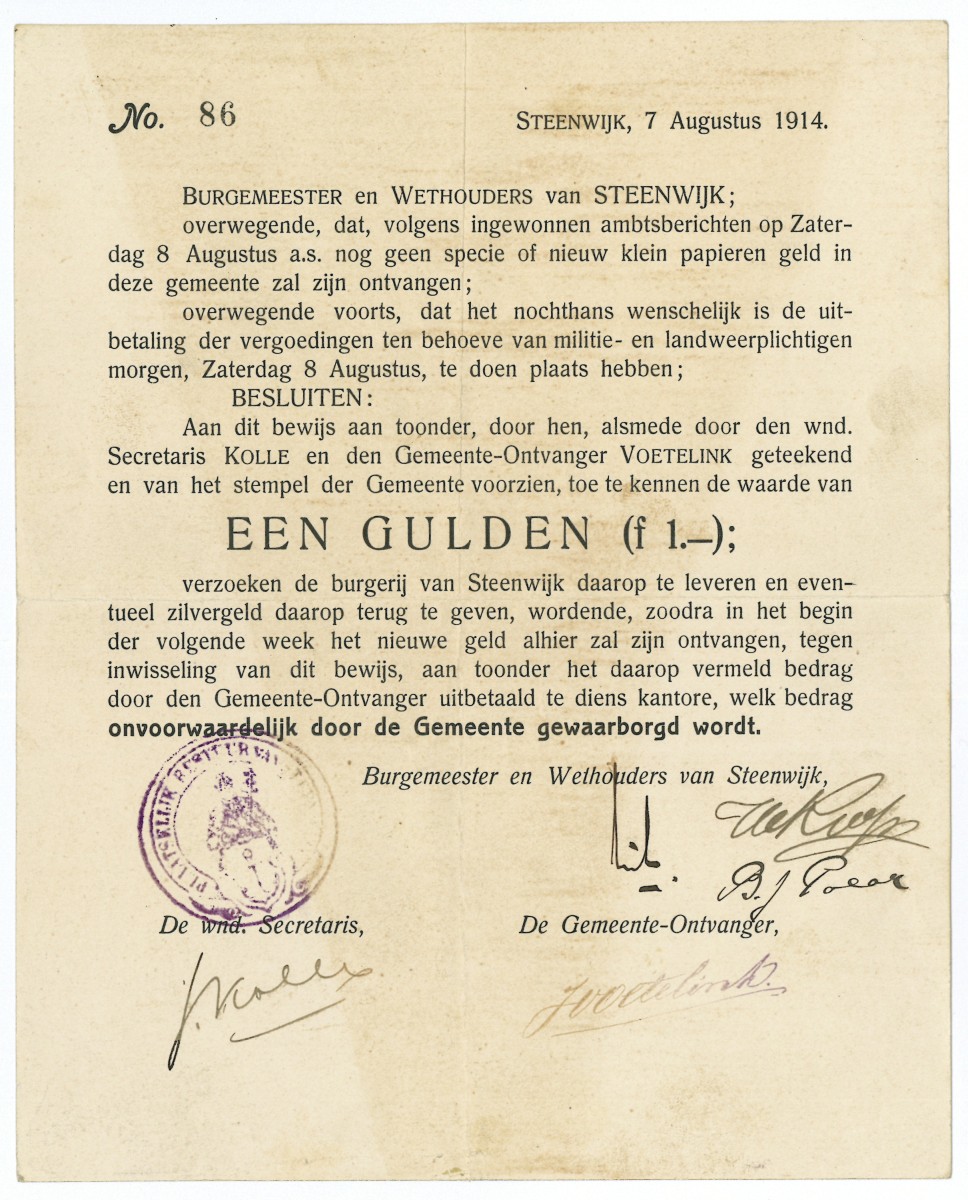 No. 86
STEENWIJK, 7 Augustus 1914.
BURGEMEESTER en WETHOUDERS van STEENWIJK;
overwegende, dat, volgens ingewonnen ambtsberichten op Zater-
dag 8 Augustus a.s. nog geen specie of nieuw klein papieren geld in
deze gemeente zal zijn ontvangen;
overwegende voorts, dat het nochthans wenschelijk is de uit-
betaling der vergoedingen ten behoeve van militie- en landweerplichtigen
morgen, Zaterdag 8 Augustus, te doen plaats hebben;
BESLUITEN:
Aan dit bewijs aan toonder, door hen, alsmede door den wnd.
Secretaris KOLLE en den Gemeente-Ontvanger VOETELINK geteekend
en van het stempel der Gemeente voorzien, toe te kennen de waarde van
EEN GULDEN (f 1.—);
verzoeken de burgerij van Steenwijk daarop te leveren en even-
tueel zilvergeld daarop terug te geven, wordende, zoodra in het begin
der volgende week het nieuwe geld alhier zal zijn ontvangen, tegen
inwisseling van dit bewijs, aan toonder het daarop vermeld bedrag
door den Gemeente-Ontvanger uitbetaald te diens kantore, welk bedrag
onvoorwaardelijk door de Gemeente gewaarborgd wordt.
Burgemeester en Wethouders van Steenwijk,
PLAATSELIJK BESTUUR VAN
B. J.
De wnd. Secretaris,
De Gemeente-Ontvanger,
J. Kolle
Voetelink.